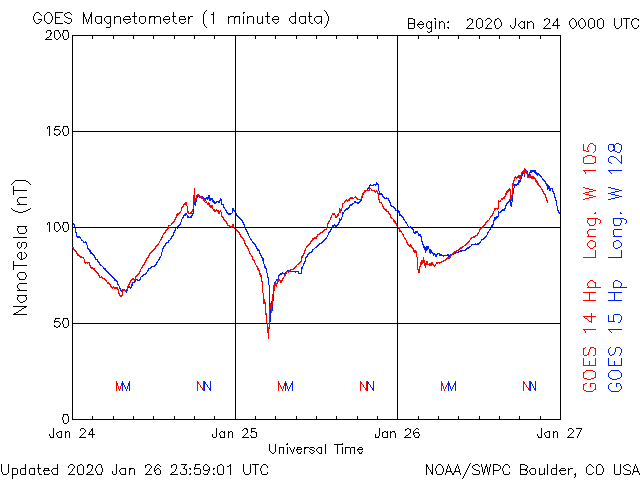 GOES Magnetometer (1 minute data)
Begin: 2020 Jan 24 0000 UTC
200
150
100
50
0
NanoTesla (nT)
M M N N M M N N M M N N
Jan 24 Jan 25 Jan 26 Jan 27
Universal Time
GOES 14 Hp Long. W 105
GOES 15 Hp Long. W 128
Updated 2020 Jan 26 23:59:01 UTC
NOAA/SWPC Boulder, CO USA